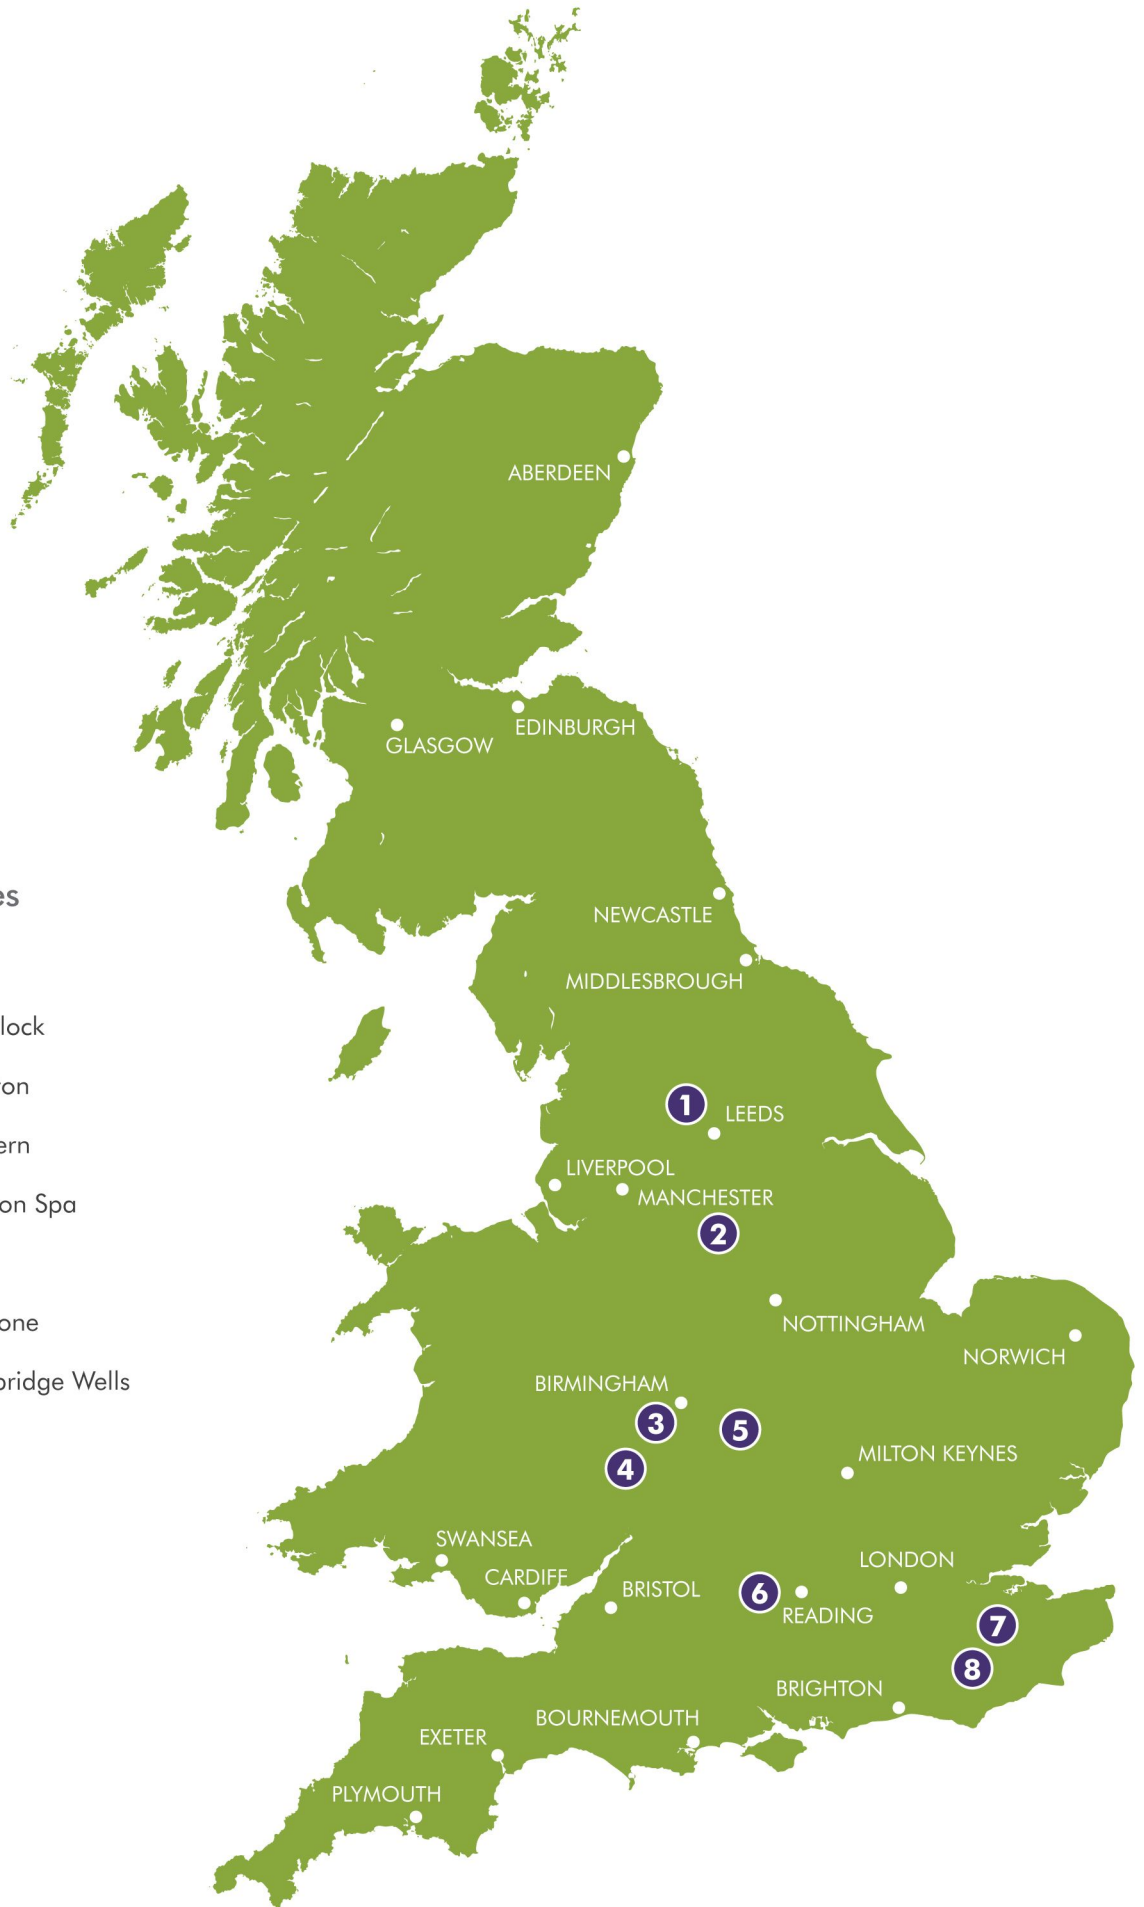 ABERDEEN
EDINBURGH
GLASGOW
es
NEWCASTLE
MIDDLESBROUGH
lock
on
1
LEEDS
ern
LIVERPOOL
MANCHESTER
on Spa
2
NOTTINGHAM
one
NORWICH
bridge Wells
BIRMINGHAM
3
5
4
MILTON KEYNES
SWANSEA
LONDON
CARDIFF
BRISTOL
6
READING
7
8
BRIGHTON
BOURNEMOUTH
EXETER
PLYMOUTH